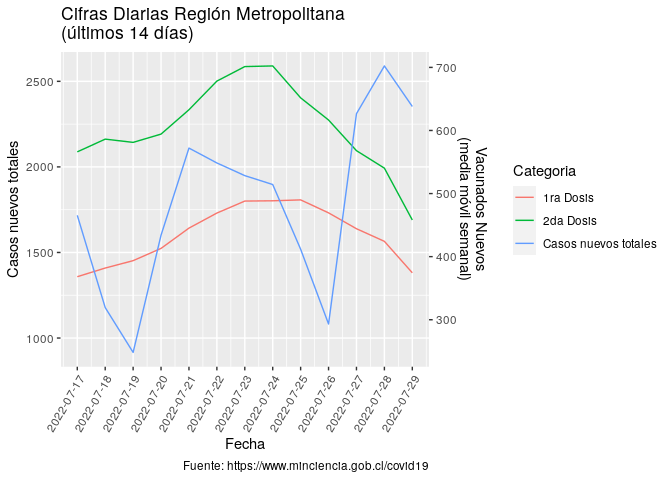 Cifras Diarias Región Metropolitana
(últimos 14 días)
Casos nuevos totales
2500
2000
1500
1000
700
600
500
400
300
Vacunados Nuevos
(media móvil semanal)
2022-07-17
2022-07-18
2022-07-19
2022-07-20
2022-07-21
2022-07-22
2022-07-23
2022-07-24
2022-07-25
2022-07-26
2022-07-27
2022-07-28
2022-07-29
Fecha
Categoria
1ra Dosis
2da Dosis
Casos nuevos totales
Fuente: https://www.minciencia.gob.cl/covid19